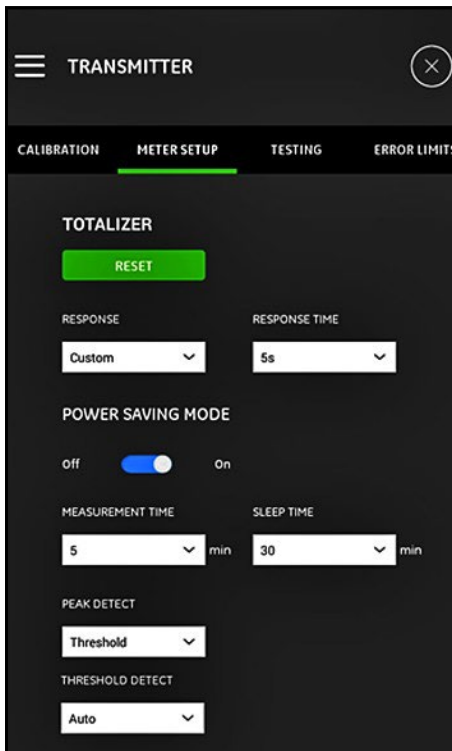 TRANSMITTER
CALIBRATION METER SETUP TESTING ERROR LIMITS
TOTALIZER
RESET
RESPONSE RESPONSE TIME
Custom 5s
POWER SAVING MODE
Off On
MEASUREMENT TIME SLEEP TIME
5 min 30 min
PEAK DETECT
Threshold
THRESHOLD DETECT
Auto